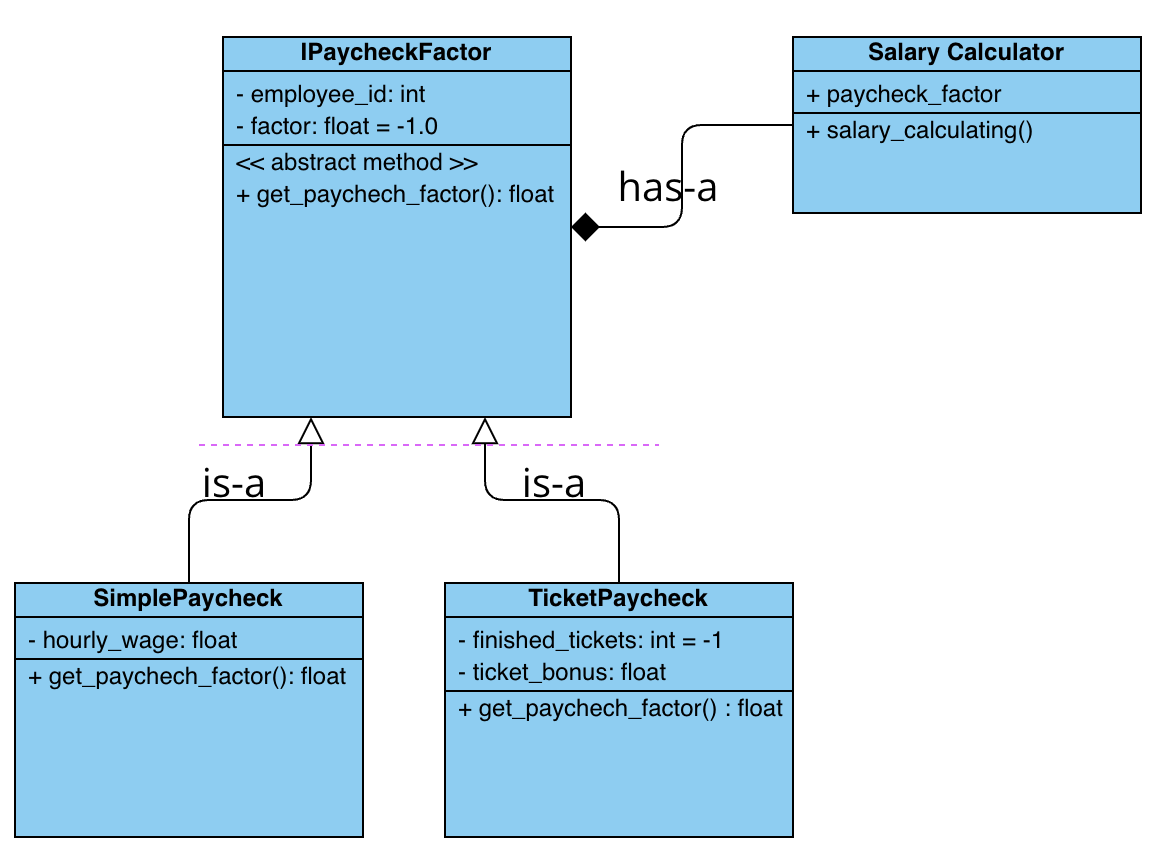 IPaycheckFactor
- employee_id: int
- factor: float = -1.0
<< abstract method >>
+ get_paychech_factor(): float
Salary Calculator
+ paycheck_factor
+ salary_calculating()
has-a
is-a
is-a
SimplePaycheck
- hourly_wage: float
+ get_paychech_factor(): float
TicketPaycheck
- finished_tickets: int = -1
- ticket_bonus: float
+ get_paychech_factor() : float